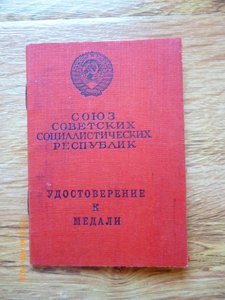 СОЮЗ
СОВЕТСКИХ
СОЦИАЛИСТИЧЕСКИХ
РЕСПУБЛИК
УДОСТОВЕРЕНИЕ
К
МЕДАЛИ